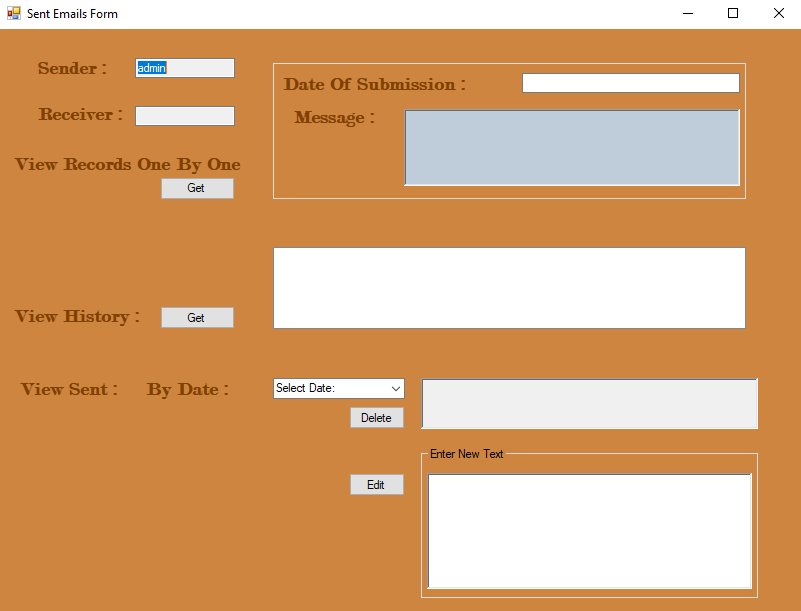 Sent Emails Form
Sender :
admin
Date Of Submission :
Receiver :
Message :
View Records One By One
Get
View History :
Get
View Sent :
By Date :
Select Date:
Delete
Enter New Text
Edit